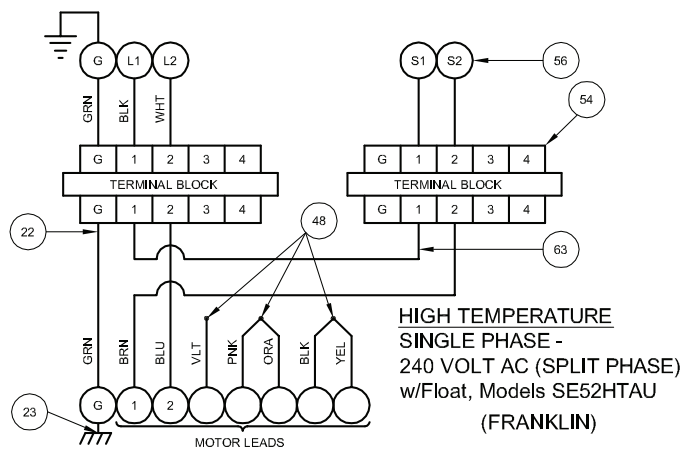 G L1 L2 S1 S2 56
GRN BLK WHT
54
G 1 2 3 4 G 1 2 3 4
TERMINAL BLOCK TERMINAL BLOCK
G 1 2 3 4 G 1 2 3 4
22 48 63
GRN BRN BLU VLT PNK ORA BLK YEL
HIGH TEMPERATURE
SINGLE PHASE -
240 VOLT AC (SPLIT PHASE)
w/Float, Models SE52HTAU
(FRANKLIN)
23 G 1 2
MOTOR LEADS